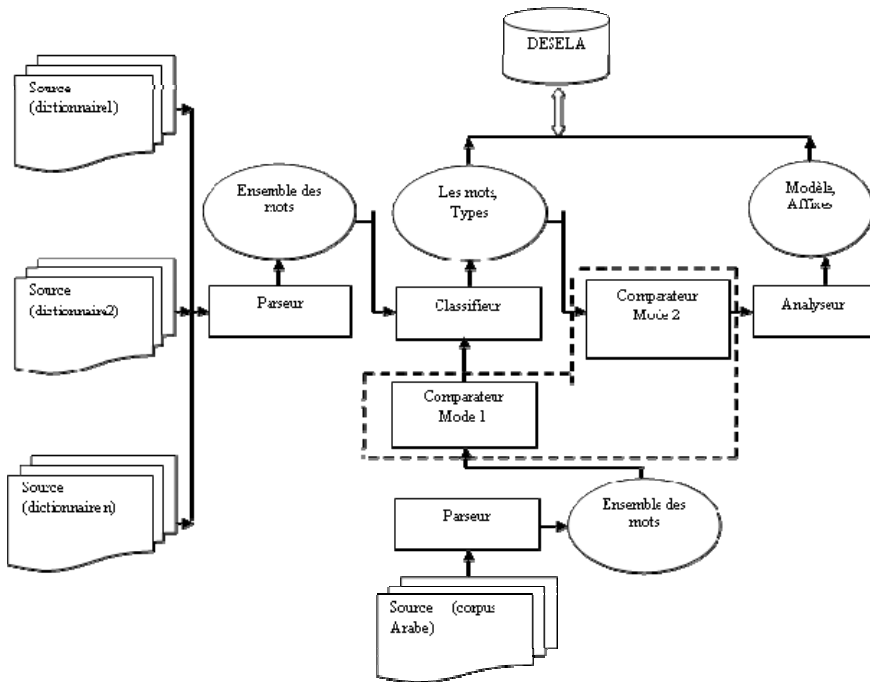 DESELA
Source
(dictionnaire1)
Ensemble des
mots
Les mots,
Types
Modèle,
Affixes
Source
(dictionnaire2)
Parseur
Classifieur
Comparateur
Mode 2
Analyseur
Comparateur
Mode 1
Source
(dictionnaire n)
Parseur
Ensemble des
mots
Source (corpus
Arabe)